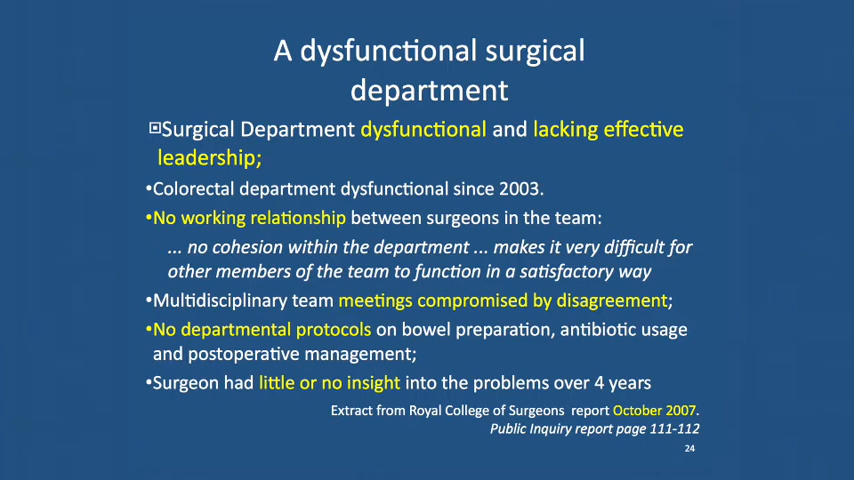 A dysfunctional surgical
department
▣Surgical Department dysfunctional and lacking effective
leadership;
•Colorectal department dysfunctional since 2003.
•No working relationship between surgeons in the team:
... no cohesion within the department ... makes it very difficult for
other members of the team to function in a satisfactory way
•Multidisciplinary team meetings compromised by disagreement;
•No departmental protocols on bowel preparation, antibiotic usage
and postoperative management;
•Surgeon had little or no insight into the problems over 4 years
Extract from Royal College of Surgeons report October 2007.
Public Inquiry report page 111-112
24